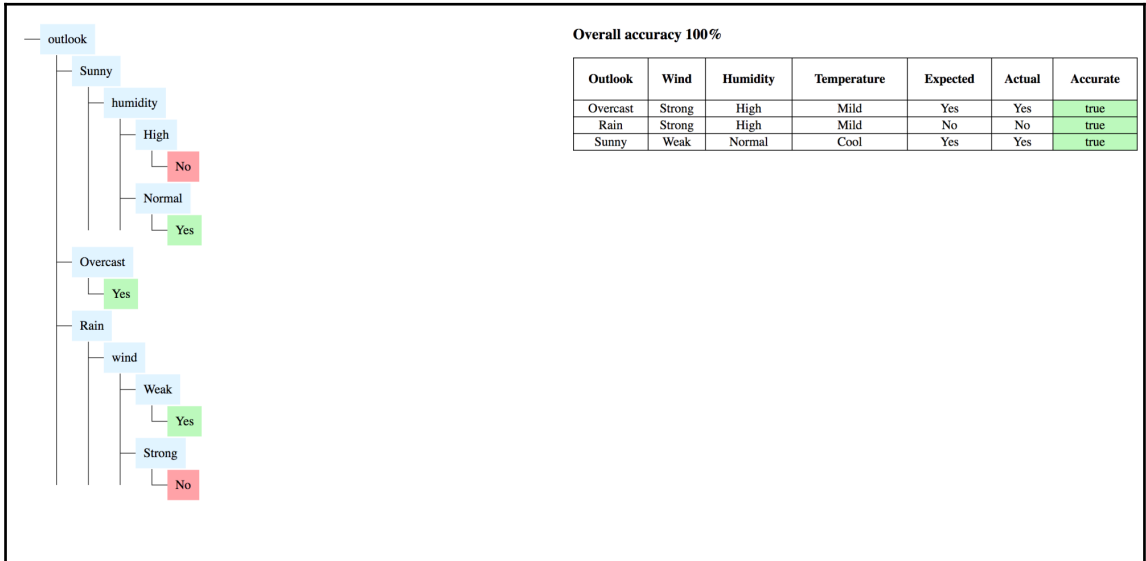 outlook
Sunny
humidity
High
No
Normal
Yes
Overcast
Yes
Rain
wind
Weak
Yes
Strong
No
Overall accuracy 100%
Outlook Wind Humidity Temperature Expected Actual Accurate
Overcast Strong High Mild Yes Yes true
Rain Strong High Mild No No true
Sunny Weak Normal Cool Yes Yes true